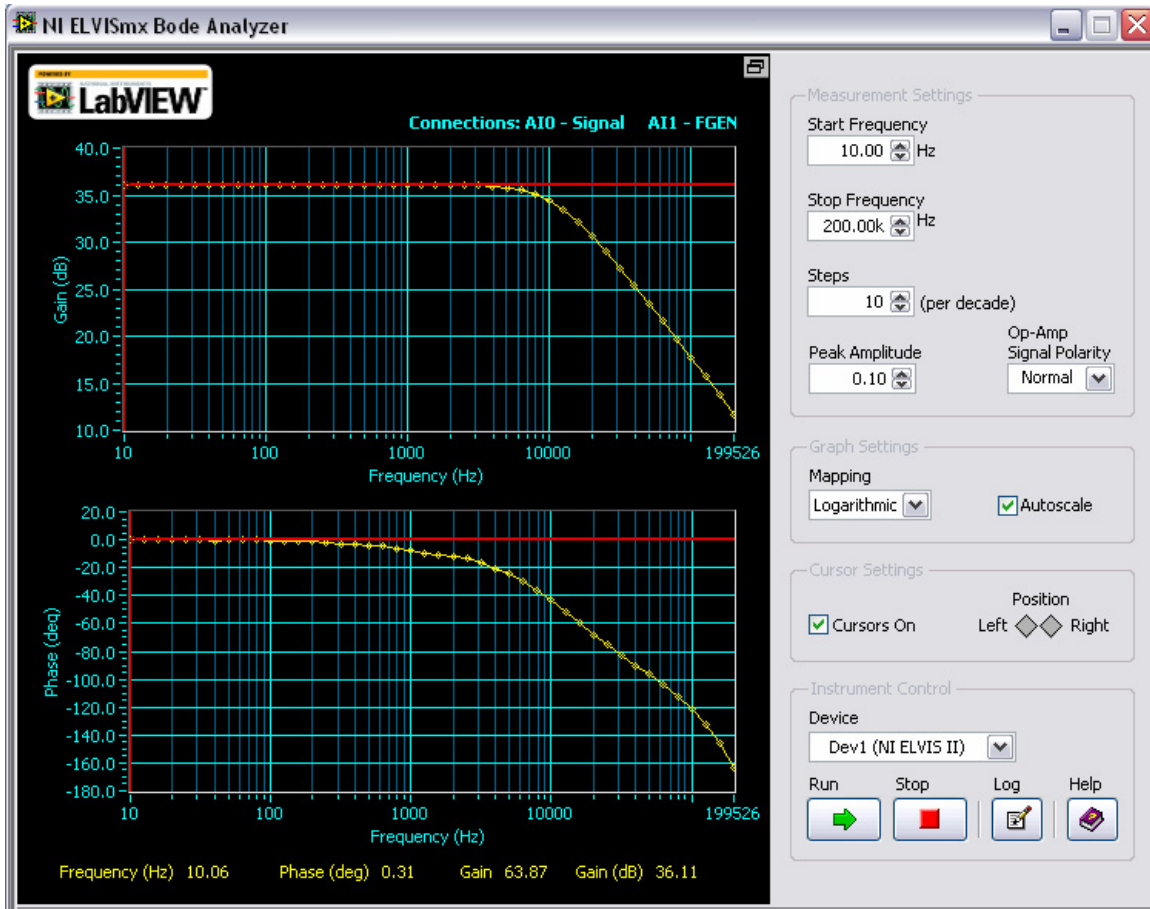 NI ELVISmx Bode Analyzer
POWERED BY
NATIONAL INSTRUMENTS
LabVIEW
Connections: AI0 - Signal AI1 - FGEN
40.0
35.0
30.0
25.0
20.0
15.0
10.0
Gain (dB)
10 100 1000 10000 199526
Frequency (Hz)
20.0
0.0
-20.0
-40.0
-60.0
-80.0
-100.0
-120.0
-140.0
-160.0
-180.0
Phase (deg)
10 100 1000 10000 199526
Frequency (Hz)
Frequency (Hz) 10.06 Phase (deg) 0.31 Gain 63.87 Gain (dB) 36.11
Measurement Settings
Start Frequency
10.00 Hz
Stop Frequency
200.00k Hz
Steps
10 (per decade)
Peak Amplitude
0.10
Op-Amp
Signal Polarity
Normal
Graph Settings
Mapping
Logarithmic
Autoscale
Cursor Settings
Cursors On
Position
Left Right
Instrument Control
Device
Dev1 (NI ELVIS II)
Run Stop Log Help